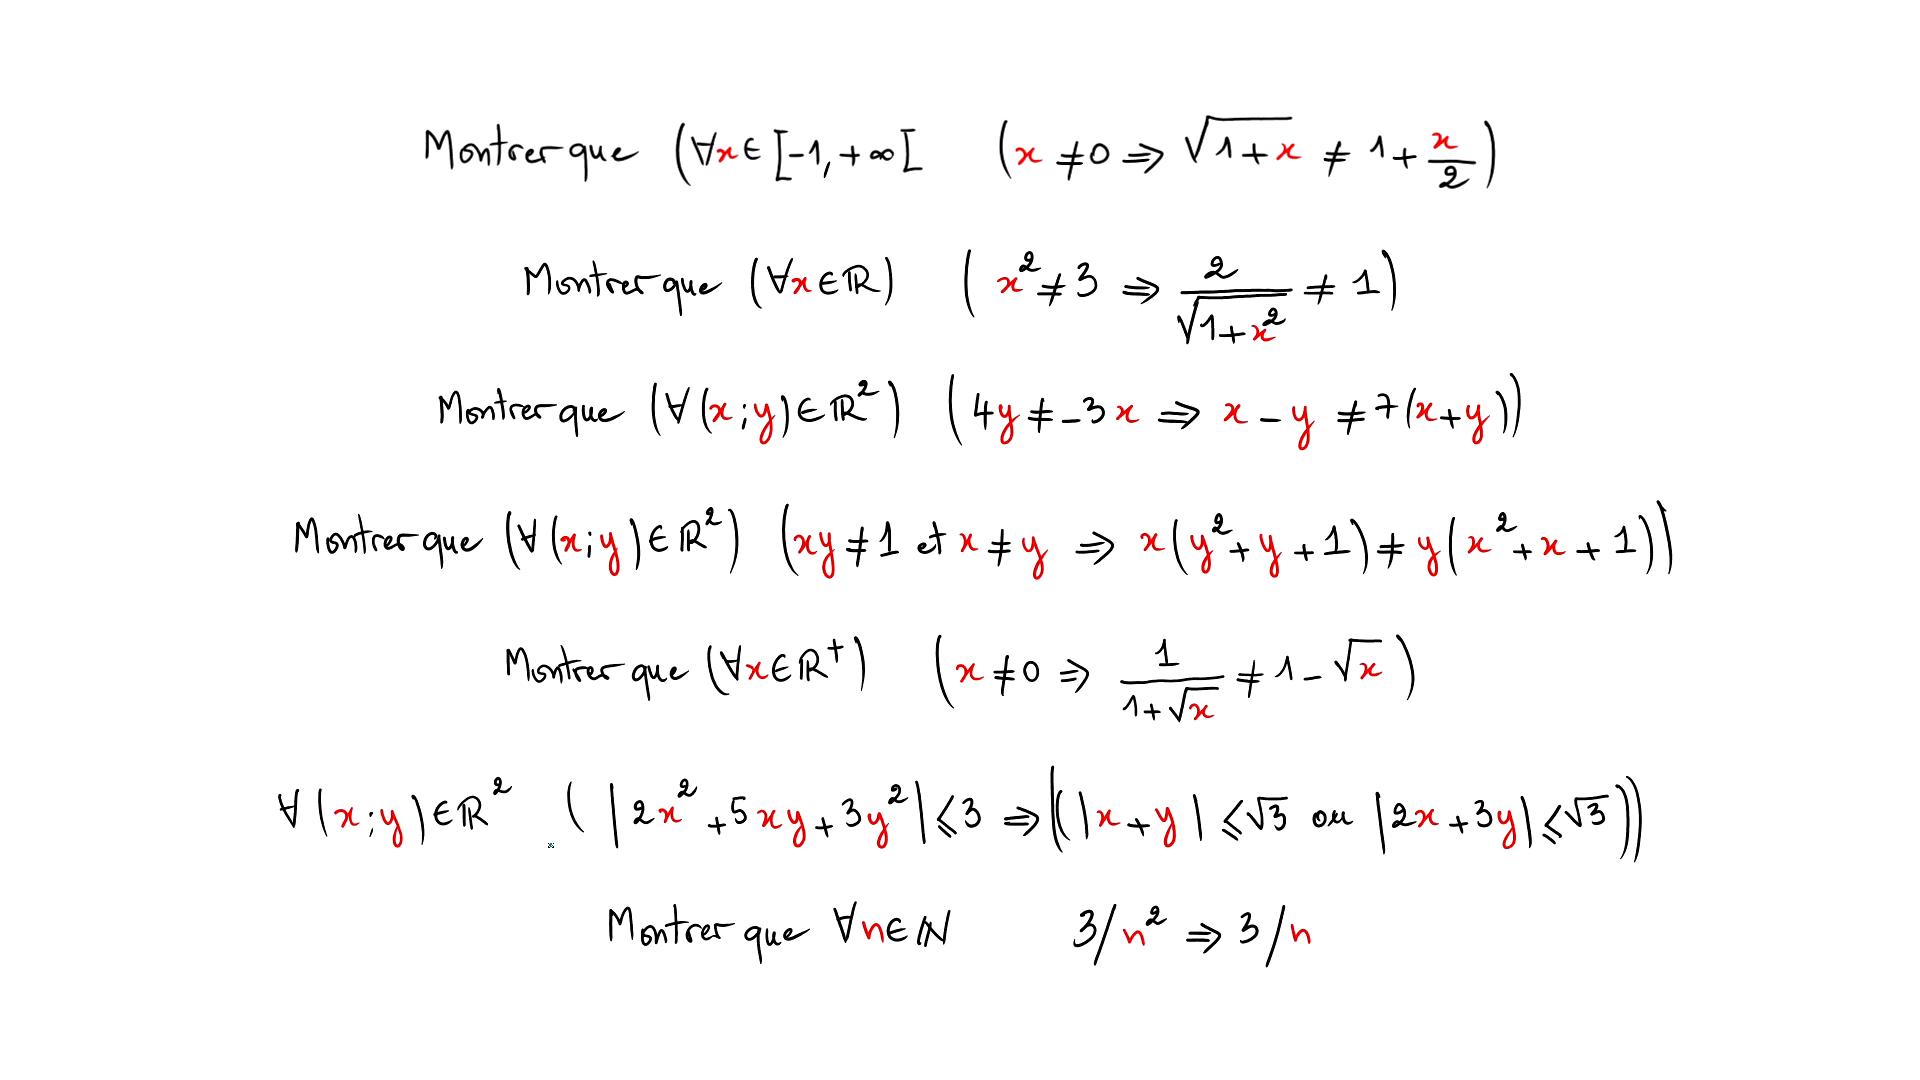 Montrer que (∀x ∈ [-1, +∞[ (x ≠ 0 ⇒ √(1+x) ≠ 1 + x/2)
Montrer que (∀x ∈ ℝ) (x² ≠ 3 ⇒ 2/√(1+x²) ≠ 1)
Montrer que (∀(x;y) ∈ ℝ²) (4y ≠ -3x ⇒ x - y ≠ 7(x+y))
Montrer que (∀(x;y) ∈ ℝ²) (xy ≠ 1 et x ≠ y ⇒ x(y²+y+1) ≠ y(x²+x+1))
Montrer que (∀x ∈ ℝ⁺) (x ≠ 0 ⇒ 1/(1+√x) ≠ 1 - √x)
∀(x;y) ∈ ℝ² (|2x²+5xy+3y²| ⩽ 3 ⇒ (|x+y| ⩽ √3 ou |2x+3y| ⩽ √3))
Montrer que ∀n ∈ ℕ 3/n² ⇒ 3/n